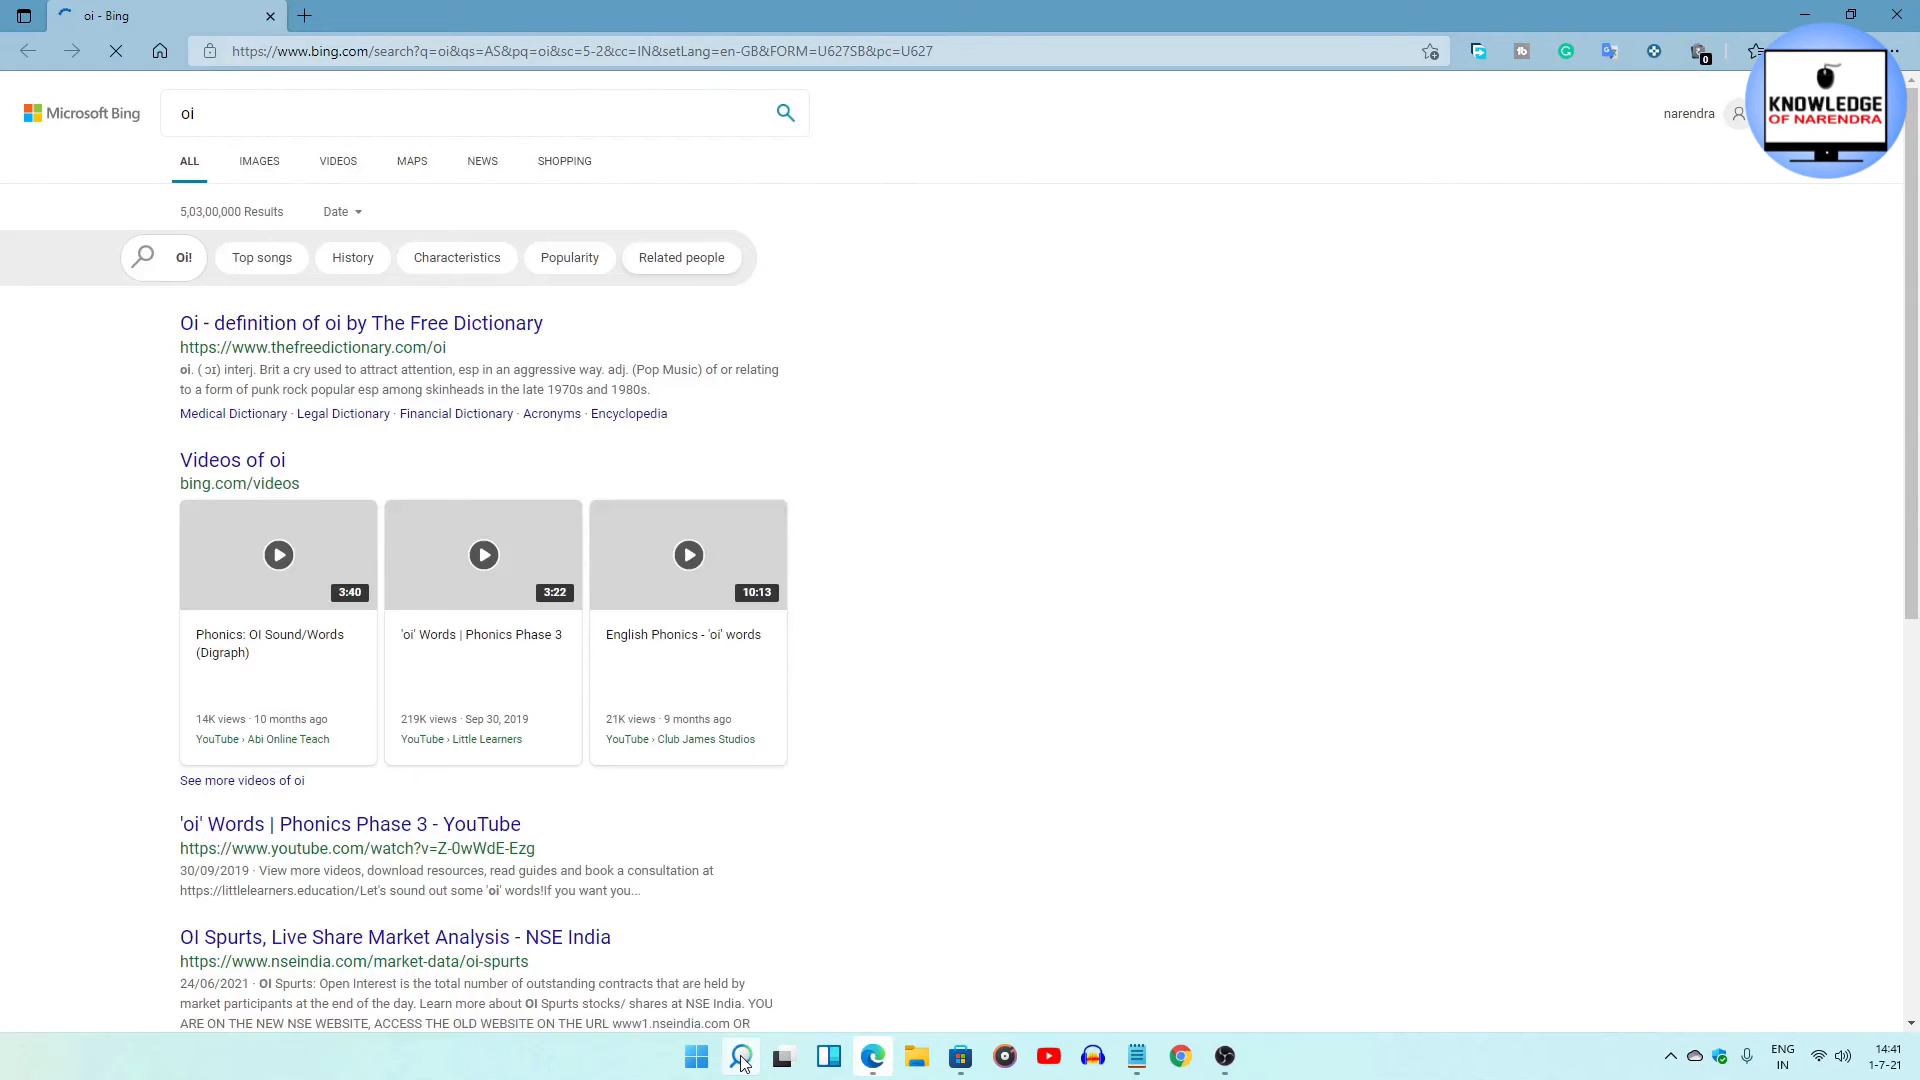 oi - Bing
https://www.bing.com/search?q=oi&qs=AS&pq=oi&sc=5-2&cc=IN&setLang=en-GB&FORM=U627SB&pc=U627
0
Microsoft Bing
oi
narendra
KNOWLEDGE
OF NARENDRA
ALL IMAGES VIDEOS MAPS NEWS SHOPPING
5,03,00,000 Results Date
Oi! Top songs History Characteristics Popularity Related people
Oi - definition of oi by The Free Dictionary
https://www.thefreedictionary.com/oi
oi. ( ɔɪ) interj. Brit a cry used to attract attention, esp in an aggressive way. adj. (Pop Music) of or relating
to a form of punk rock popular esp among skinheads in the late 1970s and 1980s.
Medical Dictionary · Legal Dictionary · Financial Dictionary · Acronyms · Encyclopedia
Videos of oi
bing.com/videos
3:40 3:22 10:13
Phonics: OI Sound/Words
(Digraph)
14K views · 10 months ago
YouTube › Abi Online Teach
'oi' Words | Phonics Phase 3
219K views · Sep 30, 2019
YouTube › Little Learners
English Phonics - 'oi' words
21K views · 9 months ago
YouTube › Club James Studios
See more videos of oi
'oi' Words | Phonics Phase 3 - YouTube
https://www.youtube.com/watch?v=Z-0wWdE-Ezg
30/09/2019 · View more videos, download resources, read guides and book a consultation at
https://littlelearners.education/Let's sound out some 'oi' words!If you want you...
OI Spurts, Live Share Market Analysis - NSE India
https://www.nseindia.com/market-data/oi-spurts
24/06/2021 · OI Spurts: Open Interest is the total number of outstanding contracts that are held by
market participants at the end of the day. Learn more about OI Spurts stocks/ shares at NSE India. YOU
ARE ON THE NEW NSE WEBSITE, ACCESS THE OLD WEBSITE ON THE URL www1.nseindia.com OR
ENG
IN
14:41
1-7-21